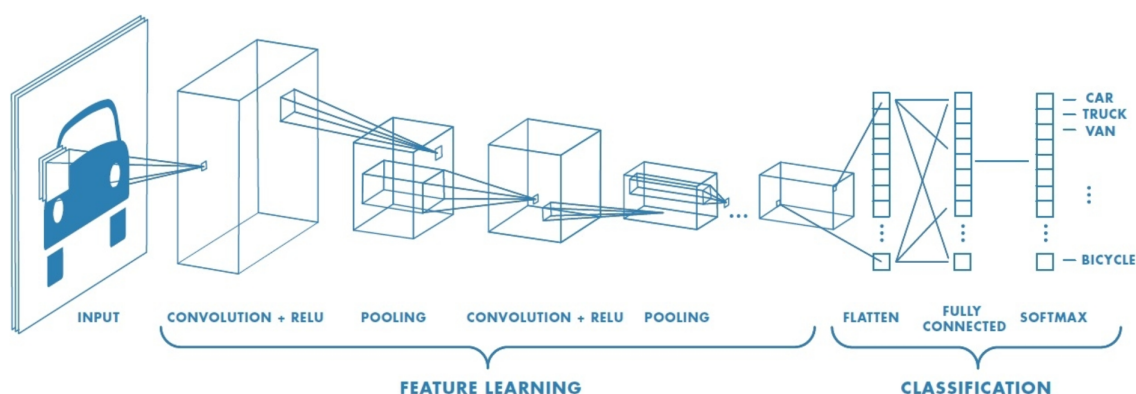 CAR
TRUCK
VAN
BICYCLE
INPUT
CONVOLUTION + RELU
POOLING
CONVOLUTION + RELU
POOLING
FLATTEN
FULLY
CONNECTED
SOFTMAX
FEATURE LEARNING
CLASSIFICATION